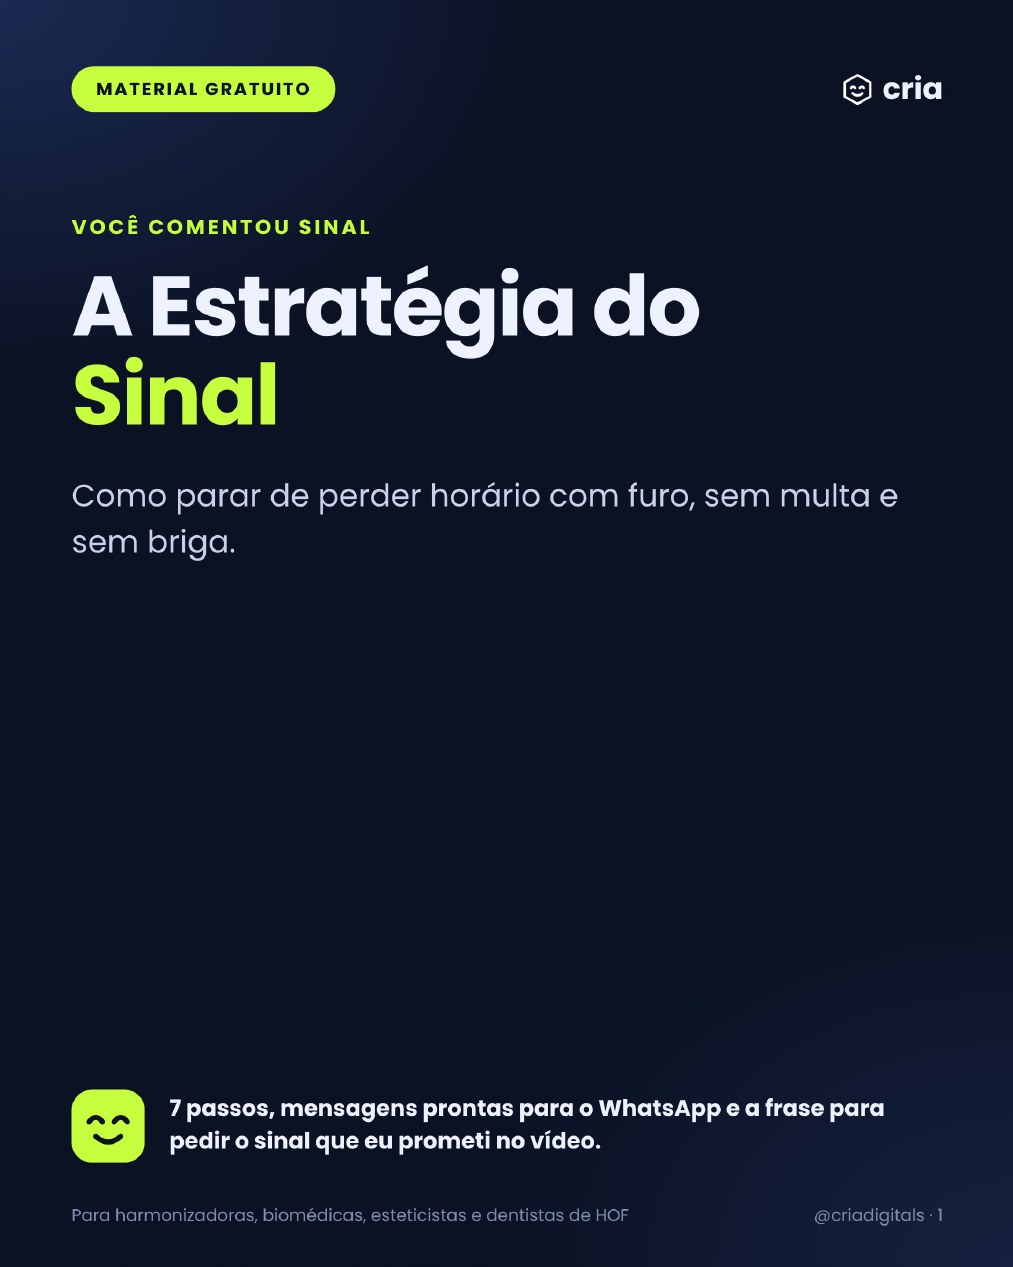 MATERIAL GRATUITO
cria
VOCÊ COMENTOU SINAL
A Estratégia do
Sinal
Como parar de perder horário com furo, sem multa e
sem briga.
7 passos, mensagens prontas para o WhatsApp e a frase para
pedir o sinal que eu prometi no vídeo.
Para harmonizadoras, biomédicas, esteticistas e dentistas de HOF
@criadigitals · 1